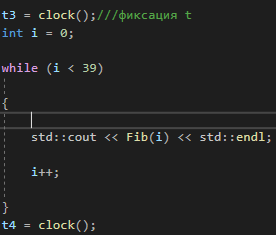 t3 = clock();///фиксация t
int i = 0;
while (i < 39)
{
std::cout << Fib(i) << std::endl;
i++;
}
t4 = clock();